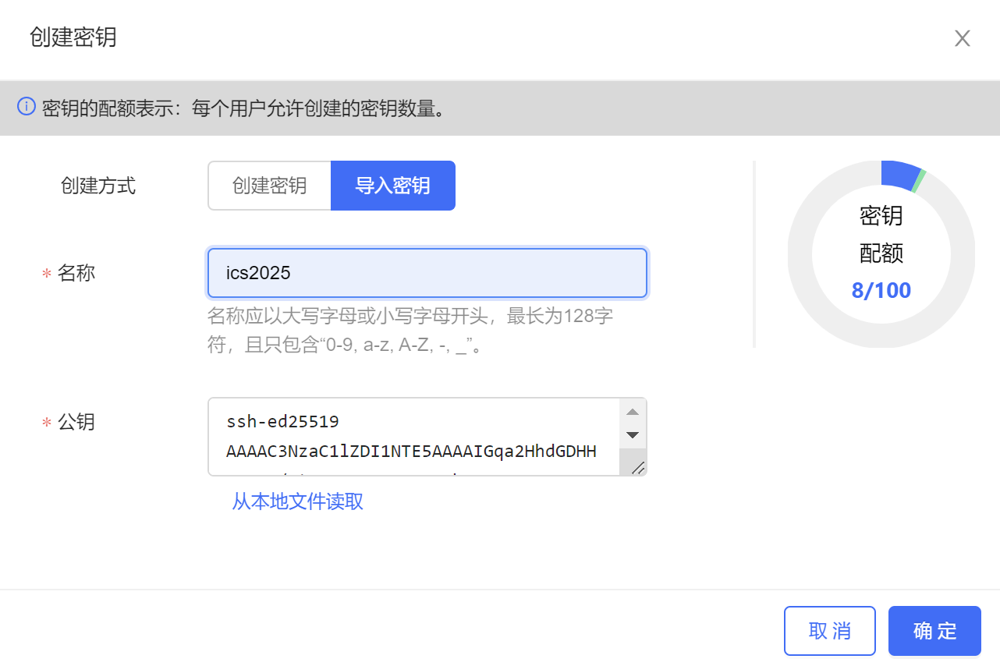 创建密钥
密钥的配额表示：每个用户允许创建的密钥数量。
创建方式
创建密钥
导入密钥
* 名称
ics2025
名称应以大写字母或小写字母开头，最长为128字
符，且只包含“0-9, a-z, A-Z, -, _”。
* 公钥
ssh-ed25519
AAAAC3NzaC1lZDI1NTE5AAAAIGqa2HhdGDHH
从本地文件读取
密钥
配额
8/100
取 消
确 定